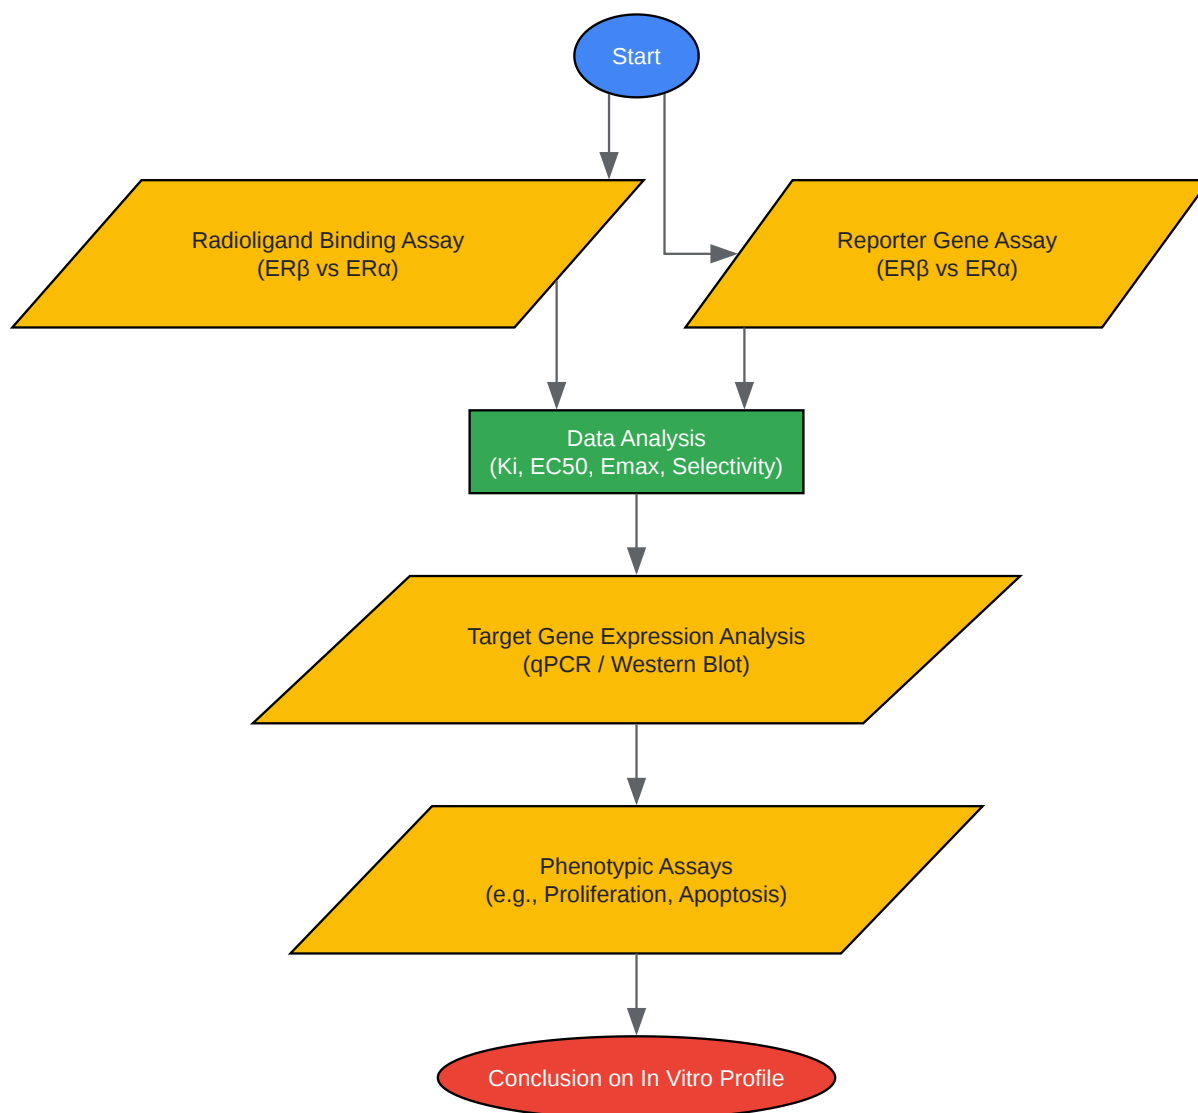 Start
Radioligand Binding Assay
(ERβ vs ERα)
Reporter Gene Assay
(ERβ vs ERα)
Data Analysis
(Ki, EC50, Emax, Selectivity)
Target Gene Expression Analysis
(qPCR / Western Blot)
Phenotypic Assays
(e.g., Proliferation, Apoptosis)
Conclusion on In Vitro Profile